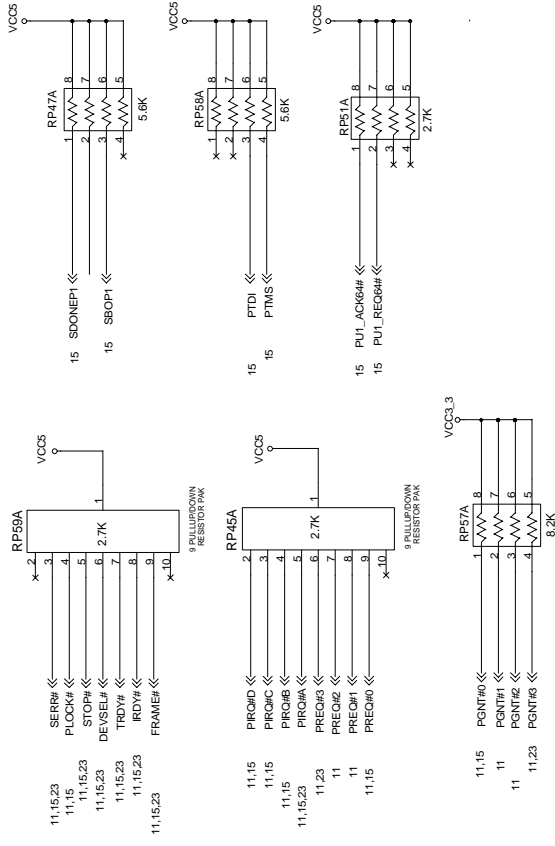 VCC5
RP47A
8
7
6
5
1
2
3
4
5.6K
15 SDONEP1
15 SBOP1
VCC5
RP58A
8
7
6
5
1
2
3
4
5.6K
15 PTDI
15 PTMS
VCC5
RP51A
8
7
6
5
1
2
3
4
2.7K
15 PU1_ACK64#
15 PU1_REQ64#
VCC5
RP59A
1
2.7K
2
3
4
5
6
7
8
9
10
9 PULLUP/DOWN
RESISTOR PAK
11,15,23 SERR#
11,15 PLOCK#
11,15,23 STOP#
11,15,23 DEVSEL#
11,15,23 TRDY#
11,15,23 IRDY#
11,15,23 FRAME#
VCC5
RP45A
1
2.7K
2
3
4
5
6
7
8
9
10
9 PULLUP/DOWN
RESISTOR PAK
11,15 PIRQ#D
11,15 PIRQ#C
11,15 PIRQ#B
11,15,23 PIRQ#A
11,23 PREQ#3
11 PREQ#2
11 PREQ#1
11,15 PREQ#0
VCC3_3
RP57A
8
7
6
5
1
2
3
4
8.2K
11,15 PGNT#0
11 PGNT#1
11 PGNT#2
11,23 PGNT#3